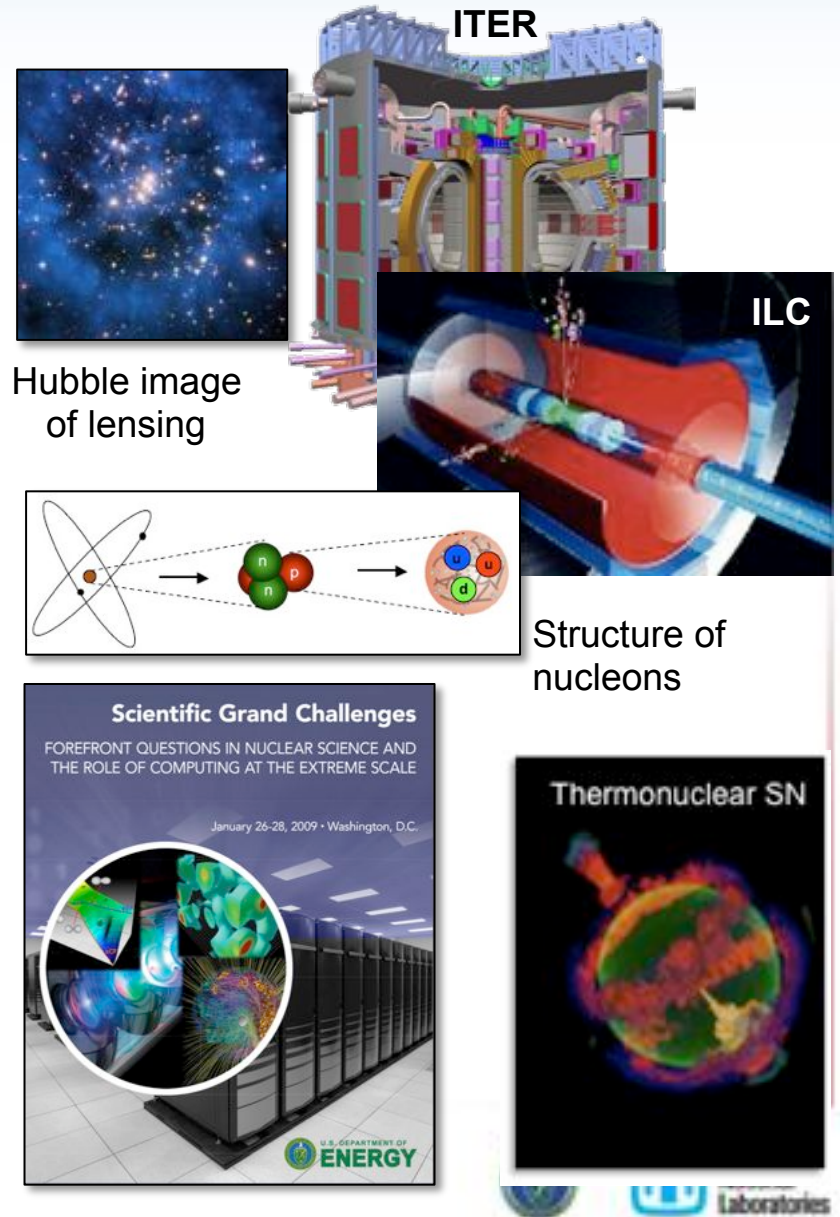 ITER
Hubble image
of lensing
ILC
n
p
n
u
u
d
Structure of
nucleons
Scientific Grand Challenges
FOREFRONT QUESTIONS IN NUCLEAR SCIENCE AND
THE ROLE OF COMPUTING AT THE EXTREME SCALE
January 26-28, 2009 • Washington, D.C.
U.S. DEPARTMENT OF
ENERGY
Thermonuclear SN
Laboratories